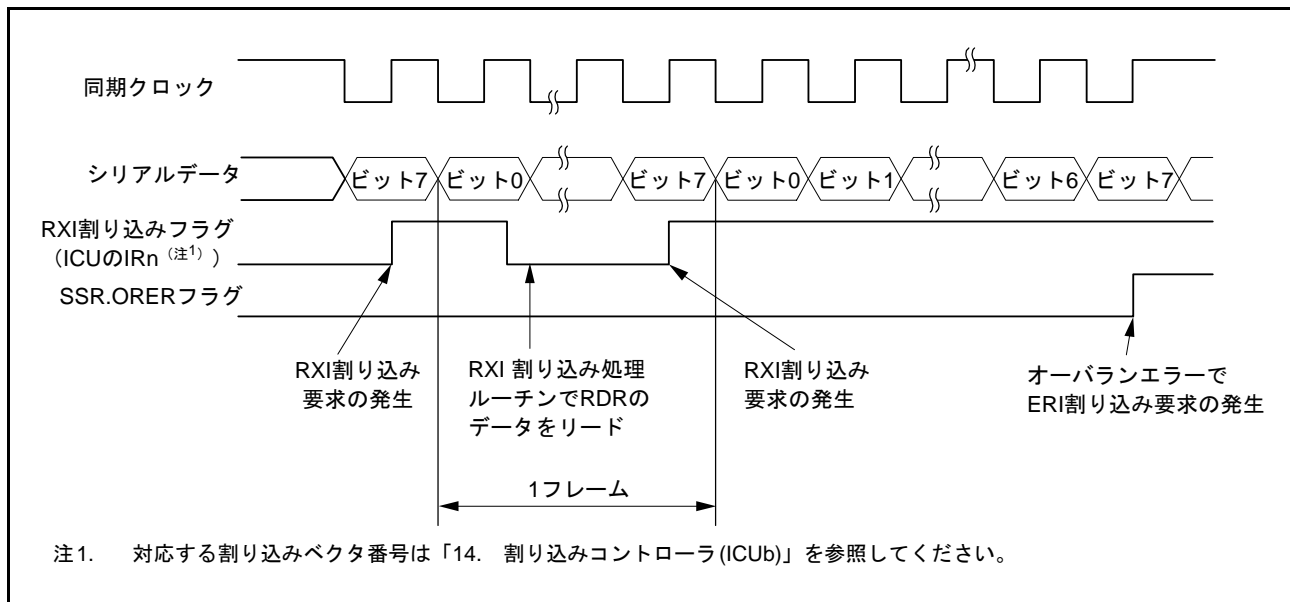 同期クロック
シリアルデータ
ビット7 ビット0 ビット7 ビット0 ビット1 ビット6 ビット7
RXI割り込みフラグ
(ICUのIRn (注1) )
SSR.ORERフラグ
RXI割り込み
要求の発生
RXI 割り込み処理
ルーチンでRDRの
データをリード
RXI割り込み
要求の発生
オーバランエラーで
ERI割り込み要求の発生
1フレーム
注1. 対応する割り込みベクタ番号は「14. 割り込みコントローラ(ICUb)」を参照してください。